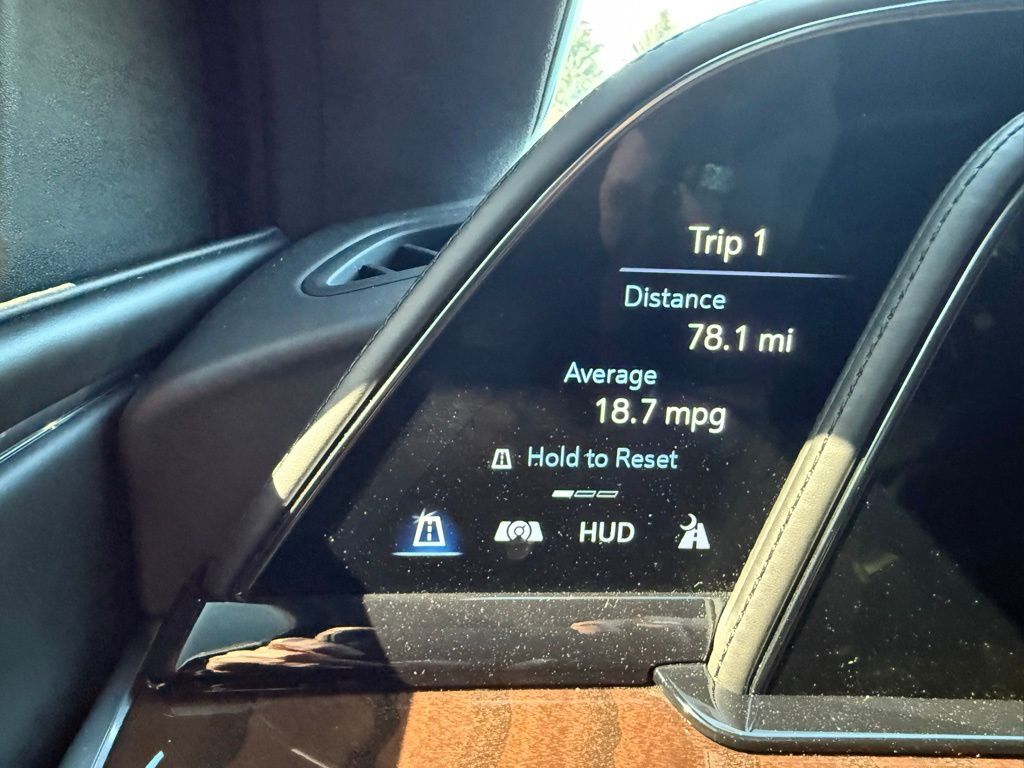 Trip 1
Distance
78.1 mi
Average
18.7 mpg
Hold to Reset
HUD